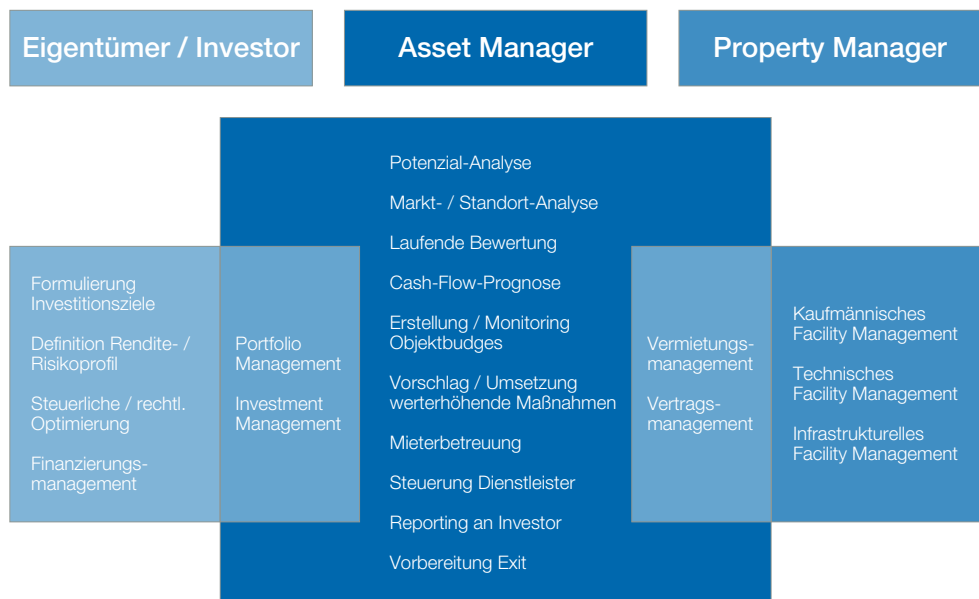 Eigentümer / Investor
Asset Manager
Property Manager
Formulierung
Investitionsziele
Definition Rendite- /
Risikoprofil
Steuerliche / rechtl.
Optimierung
Finanzierungs-
management
Portfolio
Management
Investment
Management
Potenzial-Analyse
Markt- / Standort-Analyse
Laufende Bewertung
Cash-Flow-Prognose
Erstellung / Monitoring
Objektbudges
Vorschlag / Umsetzung
werterhöhende Maßnahmen
Mieterbetreuung
Steuerung Dienstleister
Reporting an Investor
Vorbereitung Exit
Vermietungs-
management
Vertrags-
management
Kaufmännisches
Facility Management
Technisches
Facility Management
Infrastrukturelles
Facility Management